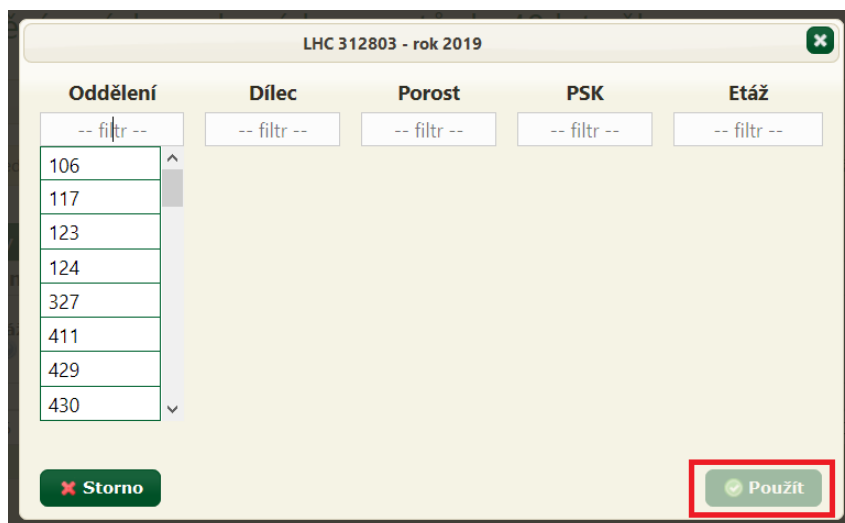 LHC 312803 - rok 2019
Oddělení Dílec Porost PSK Etáž
-- filtr -- -- filtr -- -- filtr -- -- filtr -- -- filtr --
106
117
123
124
327
411
429
430
Storno Použít